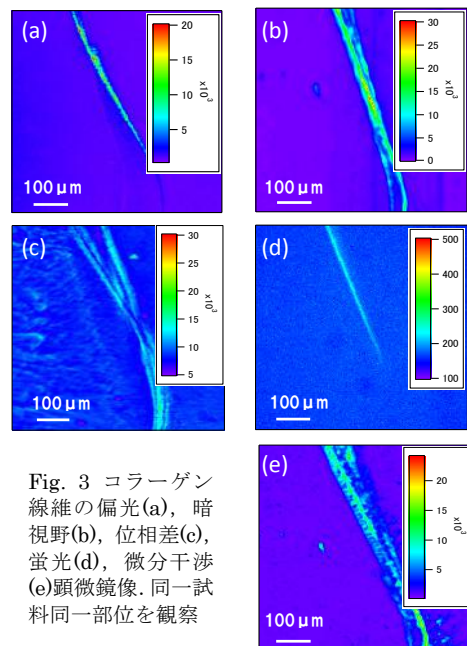 (a)
20
15
10
5
x10³
100 µm
(b)
30
25
20
15
10
5
0
x10³
100 µm
(c)
30
25
20
15
10
5
x10³
100 µm
(d)
500
400
300
200
100
100 µm
Fig. 3 コラーゲン
線維の偏光(a), 暗
視野(b), 位相差(c),
蛍光(d), 微分干渉
(e)顕微鏡像. 同一試
料同一部位を観察
(e)
20
15
10
5
0
x10³
100 µm